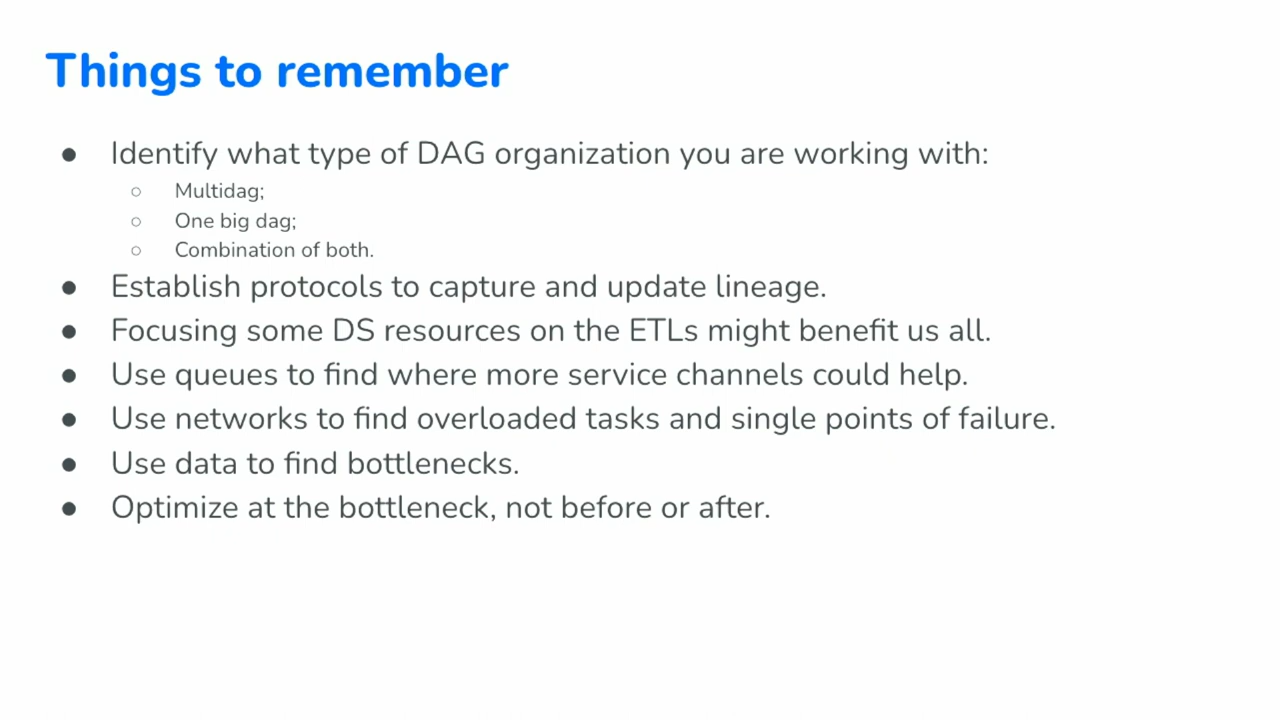 Things to remember
● Identify what type of DAG organization you are working with:
○ Multidag;
○ One big dag;
○ Combination of both.
● Establish protocols to capture and update lineage.
● Focusing some DS resources on the ETLs might benefit us all.
● Use queues to find where more service channels could help.
● Use networks to find overloaded tasks and single points of failure.
● Use data to find bottlenecks.
● Optimize at the bottleneck, not before or after.